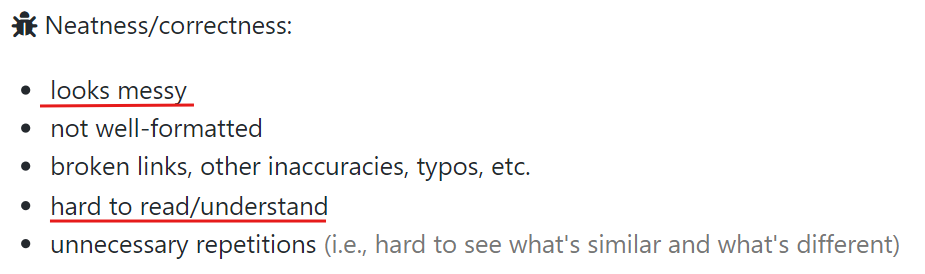 Neatness/correctness:
looks messy
not well-formatted
broken links, other inaccuracies, typos, etc.
hard to read/understand
unnecessary repetitions (i.e., hard to see what's similar and what's different)